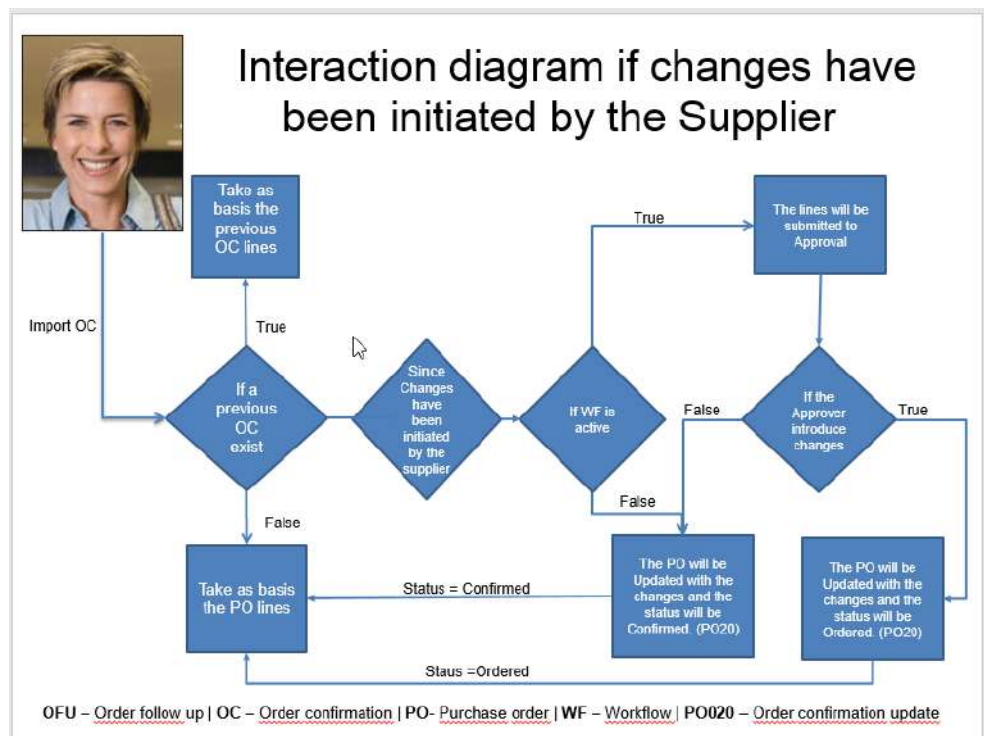 Interaction diagram if changes have
been initiated by the Supplier
Take as
basis the
previous
OC lines
True
The lines will be
submitted to
Approval
Import OC
True
If a
previous
OC
exist
Since
Changes
have
been
initiated
by the
supplier
If WF is
active
False
If the
Approver
introduce
changes
True
False
False
Take as basis
the PO lines
Status = Confirmed
The PO will be
Updated with the
changes and the
status will be
Confirmed. (PO20)
The PO will be
Updated with the
changes and the
status will be
Ordered. (PO20)
Staus =Ordered
OFU – Order follow up | OC – Order confirmation | PO- Purchase order | WF – Workflow | PO020 – Order confirmation update